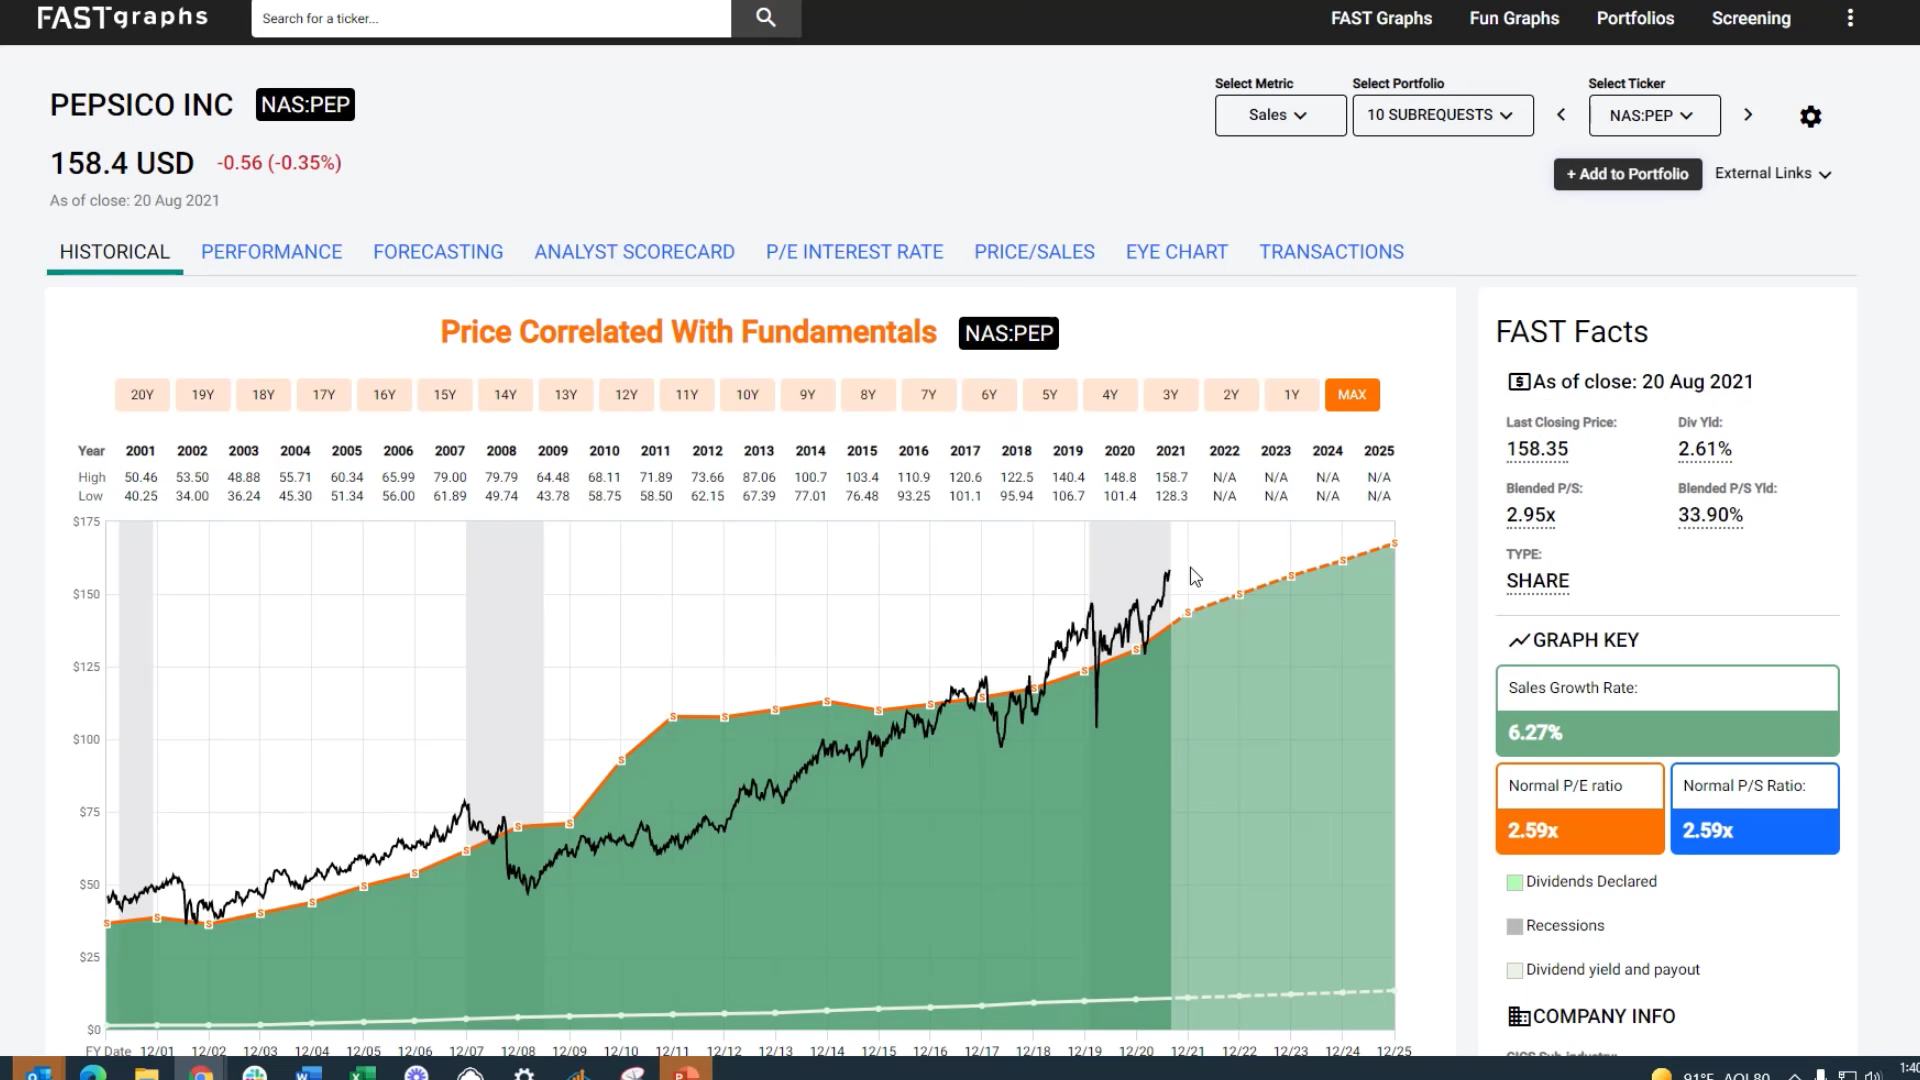 FASTgraphs Search for a ticker... FAST Graphs Fun Graphs Portfolios Screening
Select Metric Select Portfolio Select Ticker
PEPSICO INC NAS:PEP Sales 10 SUBREQUESTS NAS:PEP
158.4 USD -0.56 (-0.35%) + Add to Portfolio External Links
As of close: 20 Aug 2021
HISTORICAL PERFORMANCE FORECASTING ANALYST SCORECARD P/E INTEREST RATE PRICE/SALES EYE CHART TRANSACTIONS
Price Correlated With Fundamentals NAS:PEP
20Y 19Y 18Y 17Y 16Y 15Y 14Y 13Y 12Y 11Y 10Y 9Y 8Y 7Y 6Y 5Y 4Y 3Y 2Y 1Y MAX
Year 2001 2002 2003 2004 2005 2006 2007 2008 2009 2010 2011 2012 2013 2014 2015 2016 2017 2018 2019 2020 2021 2022 2023 2024 2025
High 50.46 53.50 48.88 55.71 60.34 65.99 79.00 79.79 64.48 68.11 71.89 73.66 87.06 100.7 103.4 110.9 120.6 122.5 140.4 148.8 158.7 N/A N/A N/A N/A
Low 40.25 34.00 36.24 45.30 51.34 56.00 61.89 49.74 43.78 58.75 58.50 62.15 67.39 77.01 76.48 93.25 101.1 95.94 106.7 101.4 128.3 N/A N/A N/A N/A
$175
$150
$125
$100
$75
$50
$25
$0
FY Date 12/01 12/02 12/03 12/04 12/05 12/06 12/07 12/08 12/09 12/10 12/11 12/12 12/13 12/14 12/15 12/16 12/17 12/18 12/19 12/20 12/21 12/22 12/23 12/24 12/25
FAST Facts
As of close: 20 Aug 2021
Last Closing Price: Div Yld:
158.35 2.61%
Blended P/S: Blended P/S Yld:
2.95x 33.90%
TYPE:
SHARE
GRAPH KEY
Sales Growth Rate:
6.27%
Normal P/E ratio Normal P/S Ratio:
2.59x 2.59x
Dividends Declared
Recessions
Dividend yield and payout
COMPANY INFO
91°F AQI 80